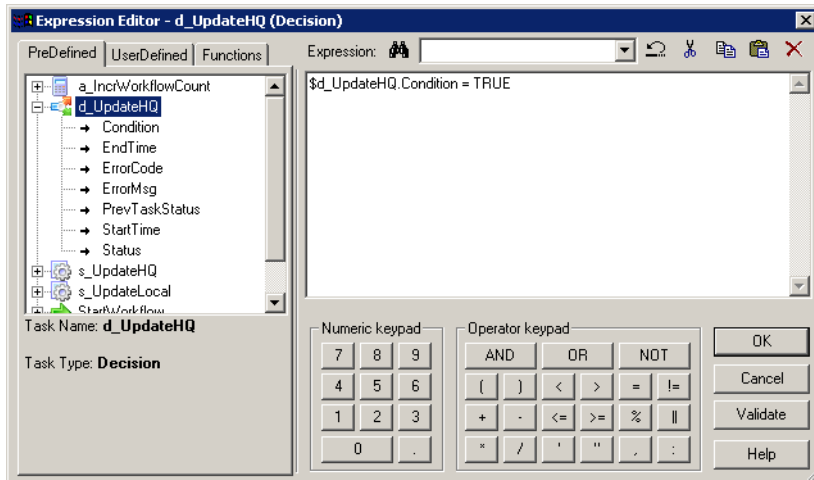 Expression Editor - d_UpdateHQ (Decision)
PreDefined UserDefined Functions
Expression:
a_IncrWorkflowCount
d_UpdateHQ
Condition
EndTime
ErrorCode
ErrorMsg
PrevTaskStatus
StartTime
Status
s_UpdateHQ
s_UpdateLocal
StartWorkflow
Task Name: d_UpdateHQ
Task Type: Decision
$d_UpdateHQ.Condition = TRUE
Numeric keypad
7 8 9
4 5 6
1 2 3
0 .
Operator keypad
AND OR NOT
( ) < > = !=
+ - <= >= % ||
* / ' " , :
OK
Cancel
Validate
Help